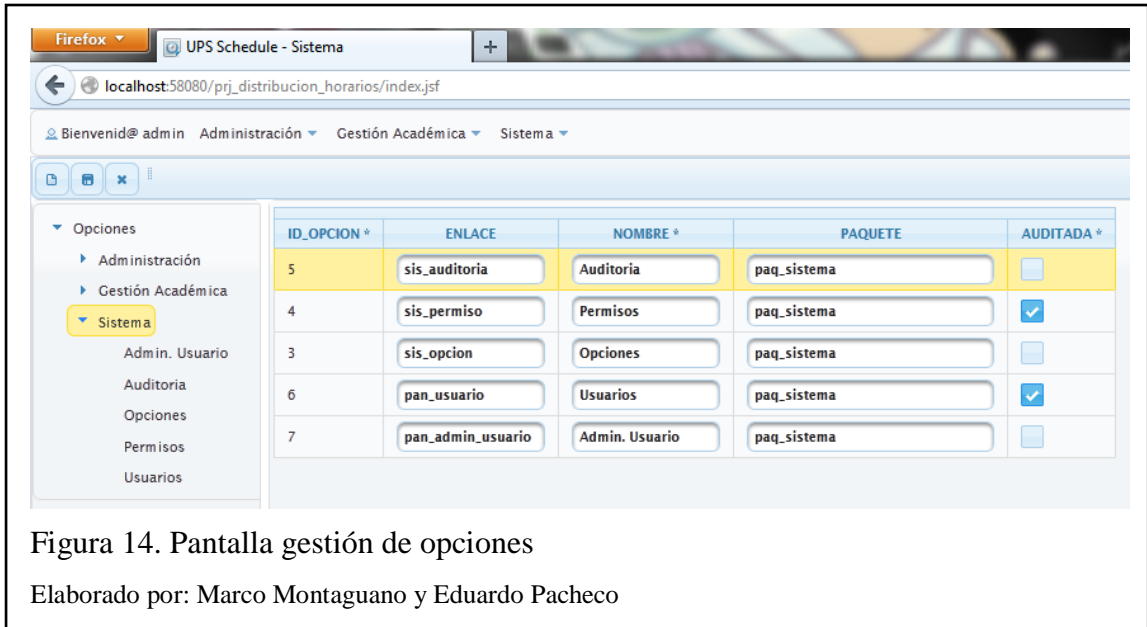 Firefox
UPS Schedule - Sistema
localhost:58080/prj_distribucion_horarios/index.jsf
Bienvenid@ admin Administración Gestión Académica Sistema
Opciones
Administración
Gestión Académica
Sistema
Admin. Usuario
Auditoria
Opciones
Permisos
Usuarios
ID_OPCION * ENLACE NOMBRE * PAQUETE AUDITADA *
5 sis_auditoria Auditoria paq_sistema
4 sis_permiso Permisos paq_sistema
3 sis_opcion Opciones paq_sistema
6 pan_usuario Usuarios paq_sistema
7 pan_admin_usuario Admin. Usuario paq_sistema
Figura 14. Pantalla gestión de opciones
Elaborado por: Marco Montaguano y Eduardo Pacheco